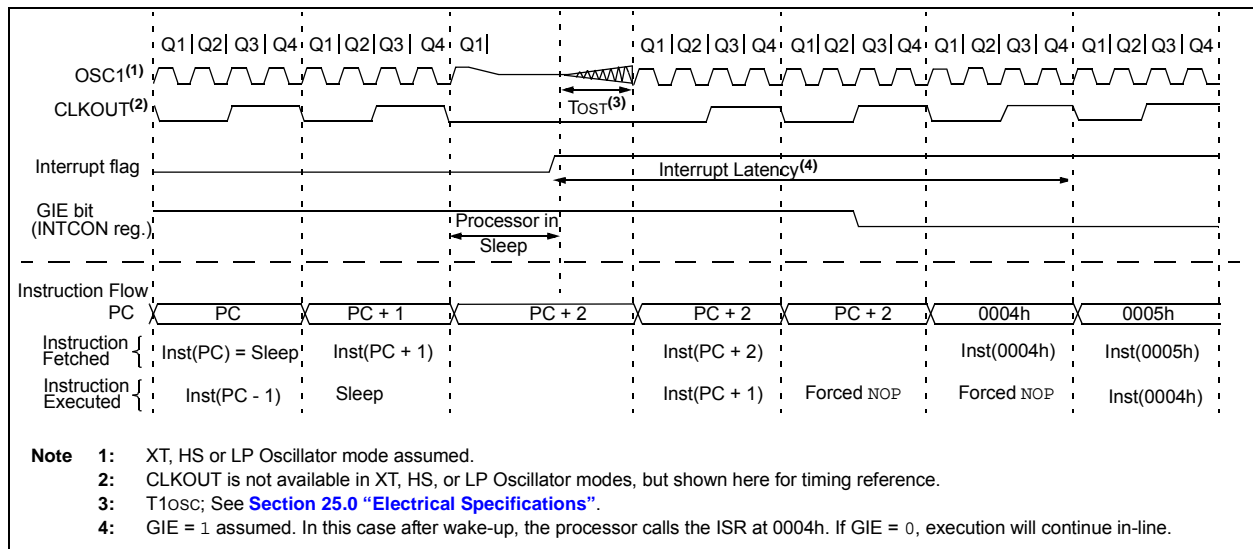 Q1 Q2 Q3 Q4 Q1 Q2 Q3 Q4 Q1 Q1 Q2 Q3 Q4 Q1 Q2 Q3 Q4 Q1 Q2 Q3 Q4 Q1 Q2 Q3 Q4
OSC1(1)
TOST(3)
CLKOUT(2)
Interrupt flag
Interrupt Latency(4)
GIE bit
(INTCON reg.)
Processor in
Sleep
Instruction Flow
PC PC PC + 1 PC + 2 PC + 2 PC + 2 0004h 0005h
Instruction
Fetched { Inst(PC) = Sleep Inst(PC + 1) Inst(PC + 2) Inst(0004h) Inst(0005h)
Instruction
Executed { Inst(PC - 1) Sleep Inst(PC + 1) Forced NOP Forced NOP Inst(0004h)
Note 1: XT, HS or LP Oscillator mode assumed.
2: CLKOUT is not available in XT, HS, or LP Oscillator modes, but shown here for timing reference.
3: T1OSC; See Section 25.0 “Electrical Specifications”.
4: GIE = 1 assumed. In this case after wake-up, the processor calls the ISR at 0004h. If GIE = 0, execution will continue in-line.